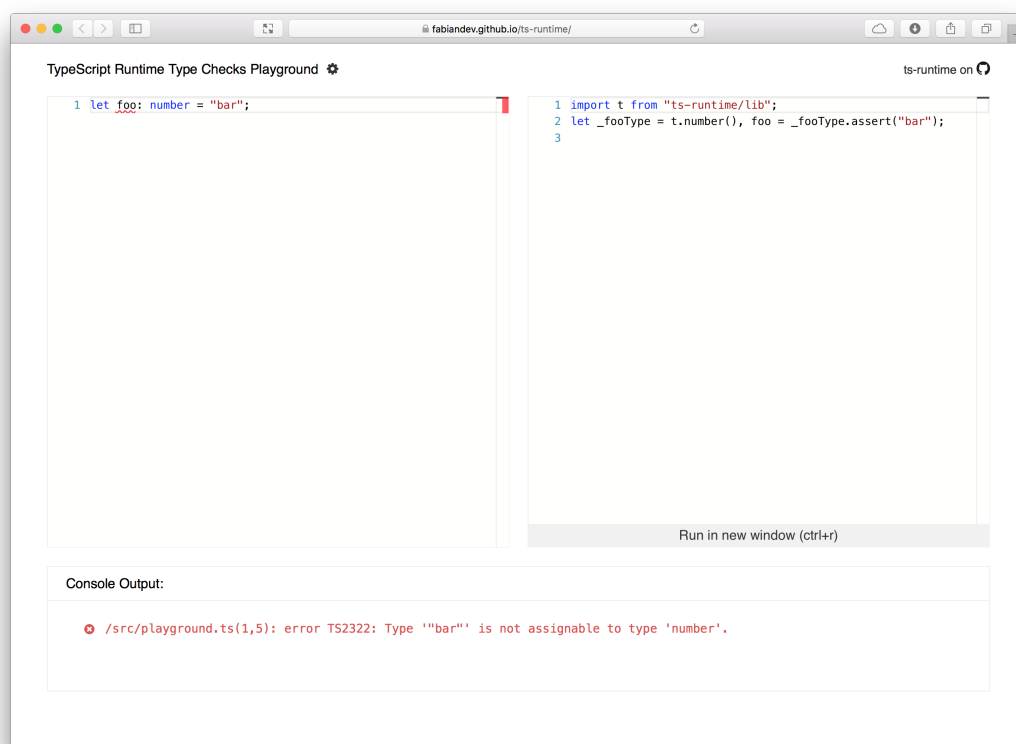 fabiandev.github.io/ts-runtime/
TypeScript Runtime Type Checks Playground
ts-runtime on
1 let foo: number = "bar";
1 import t from "ts-runtime/lib";
2 let _fooType = t.number(), foo = _fooType.assert("bar");
3
Run in new window (ctrl+r)
Console Output:
/src/playground.ts(1,5): error TS2322: Type '"bar"' is not assignable to type 'number'.